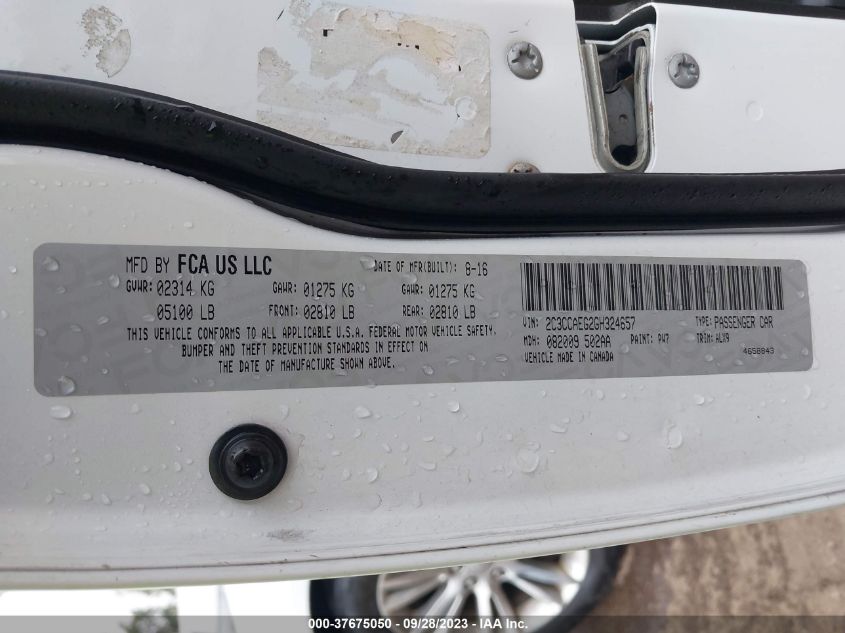 MFD BY FCA US LLC DATE OF MFR(BUILT): 8-16
GVWR: 02314 KG GAWR: 01275 KG GAWR: 01275 KG
05100 LB FRONT: 02810 LB REAR: 02810 LB
THIS VEHICLE CONFORMS TO ALL APPLICABLE U.S.A. FEDERAL MOTOR VEHICLE SAFETY,
BUMPER AND THEFT PREVENTION STANDARDS IN EFFECT ON
THE DATE OF MANUFACTURE SHOWN ABOVE.
VIN: 2C3CCAEG2GH324657 TYPE: PASSENGER CAR
MDH: 082009 502AA PAINT: PW7 TRIM: ALX9
VEHICLE MADE IN CANADA 4658843
000-37675050 - 09/28/2023 - IAA Inc.